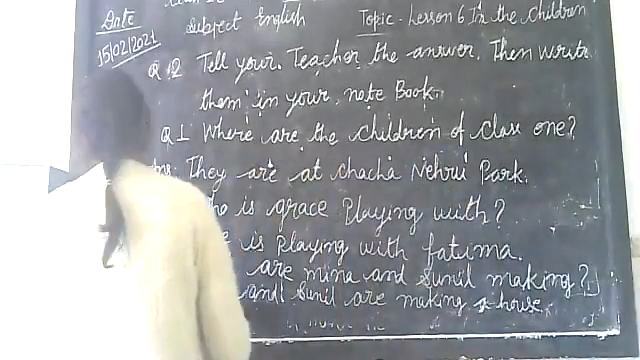 Date
15/02/2021
Subject English Topic - Lesson 6 In the children
Q 12 Tell your. Teacher the answer. Then write
them in your note Book.
Q 1 Where are the children of class one?
Ans. They are at chacha Nehru Park.
is grace Playing with?
is Playing with fatima.
are mina and Sunil making?
and Sunil are making a house.